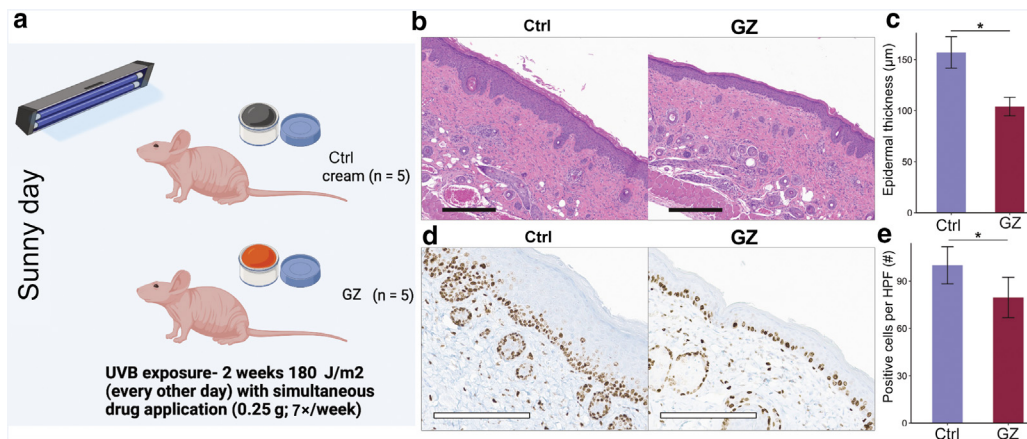 a
Sunny day
Ctrl
cream (n = 5)
GZ (n = 5)
UVB exposure- 2 weeks 180 J/m2
(every other day) with simultaneous
drug application (0.25 g; 7×/week)
b
Ctrl
GZ
c
*
Epidermal thickness (µm)
150
100
50
0
Ctrl
GZ
d
Ctrl
GZ
e
*
Positive cells per HPF (#)
90
60
30
0
Ctrl
GZ